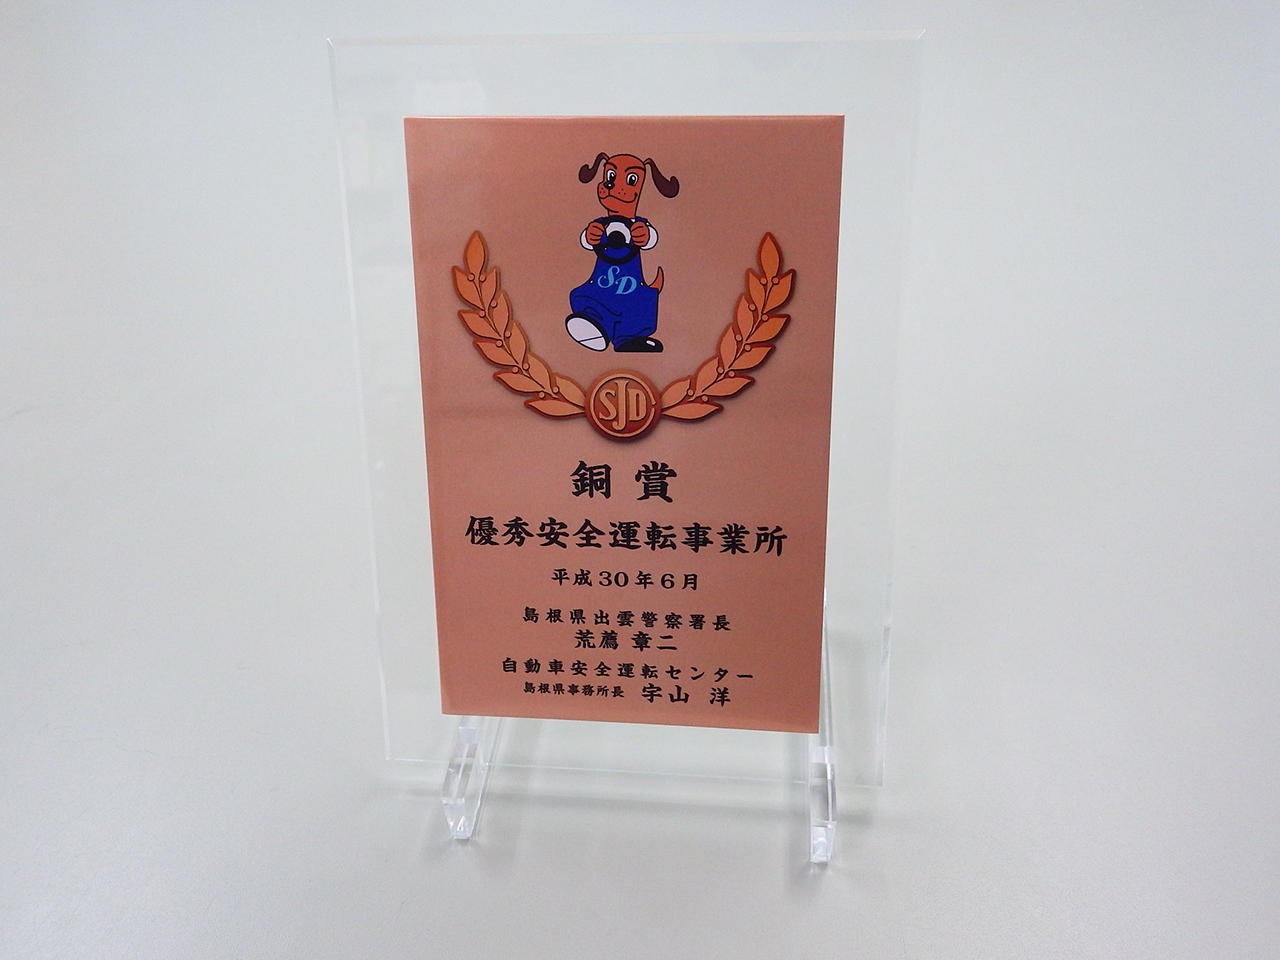 SD
SJD
銅賞
優秀安全運転事業所
平成30年6月
島根県出雲警察署長
荒薦 章二
自動車安全運転センター
島根県事務所長 宇山 洋